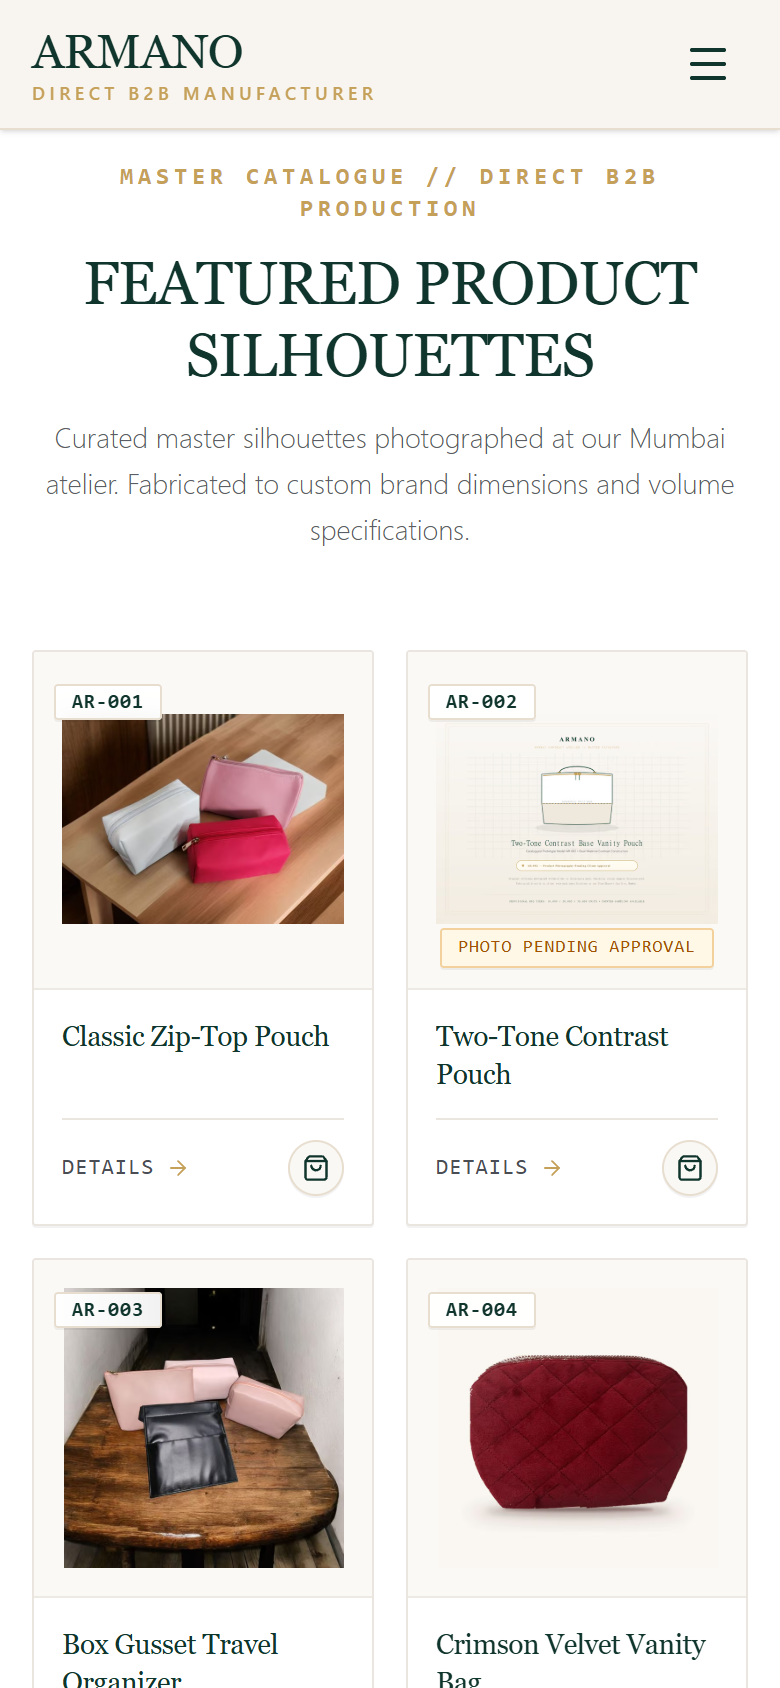 ARMANO
DIRECT B2B MANUFACTURER
MASTER CATALOGUE // DIRECT B2B
PRODUCTION
FEATURED PRODUCT
SILHOUETTES
Curated master silhouettes photographed at our Mumbai
atelier. Fabricated to custom brand dimensions and volume
specifications.
AR-001
AR-002
ARMANO
Two-Tone Contrast Base Vanity Pouch
PHOTO PENDING APPROVAL
Classic Zip-Top Pouch
Two-Tone Contrast
Pouch
DETAILS →
DETAILS →
AR-003
AR-004
Box Gusset Travel
Organizer
Crimson Velvet Vanity
Bag